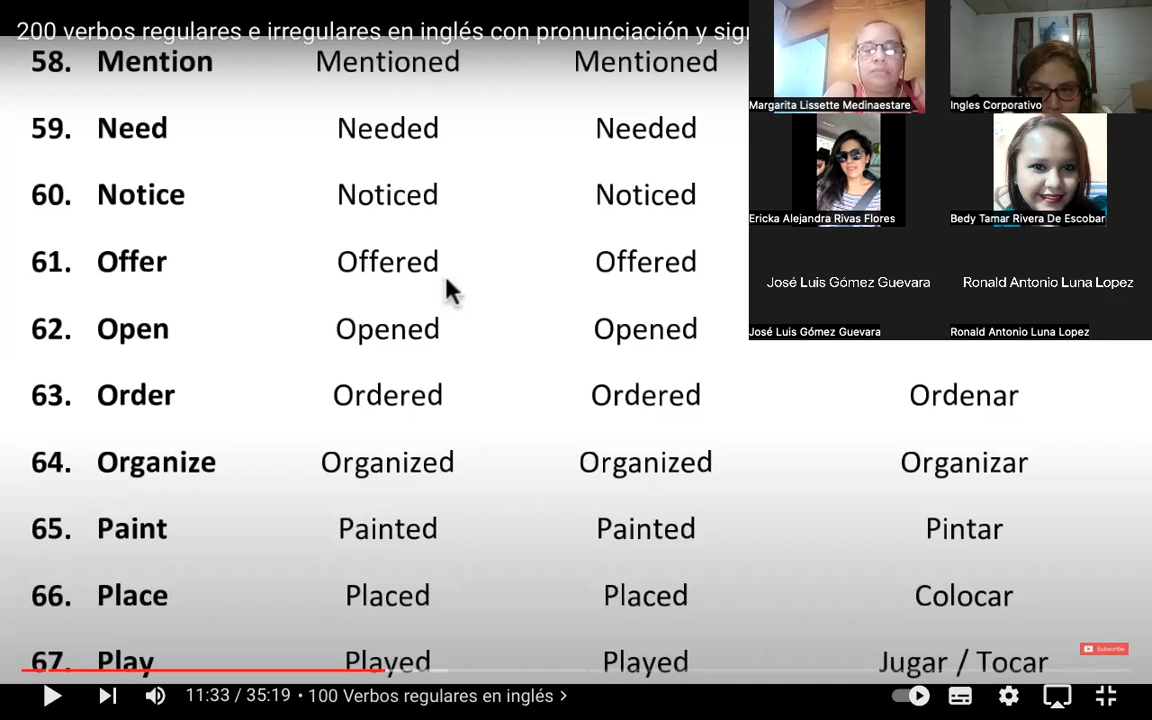 200 verbos regulares e irregulares en inglés con pronunciación y sig
58. Mention Mentioned Mentioned
59. Need Needed Needed
60. Notice Noticed Noticed
61. Offer Offered Offered
62. Open Opened Opened
63. Order Ordered Ordered Ordenar
64. Organize Organized Organized Organizar
65. Paint Painted Painted Pintar
66. Place Placed Placed Colocar
67. Play Played Played Jugar / Tocar
Margarita Lissette Medinaestare
Ingles Corporativo
Ericka Alejandra Rivas Flores
Bedy Tamar Rivera De Escobar
José Luis Gómez Guevara
Ronald Antonio Luna Lopez
José Luis Gómez Guevara
Ronald Antonio Luna Lopez
Subscribe
11:33 / 35:19 • 100 Verbos regulares en inglés >